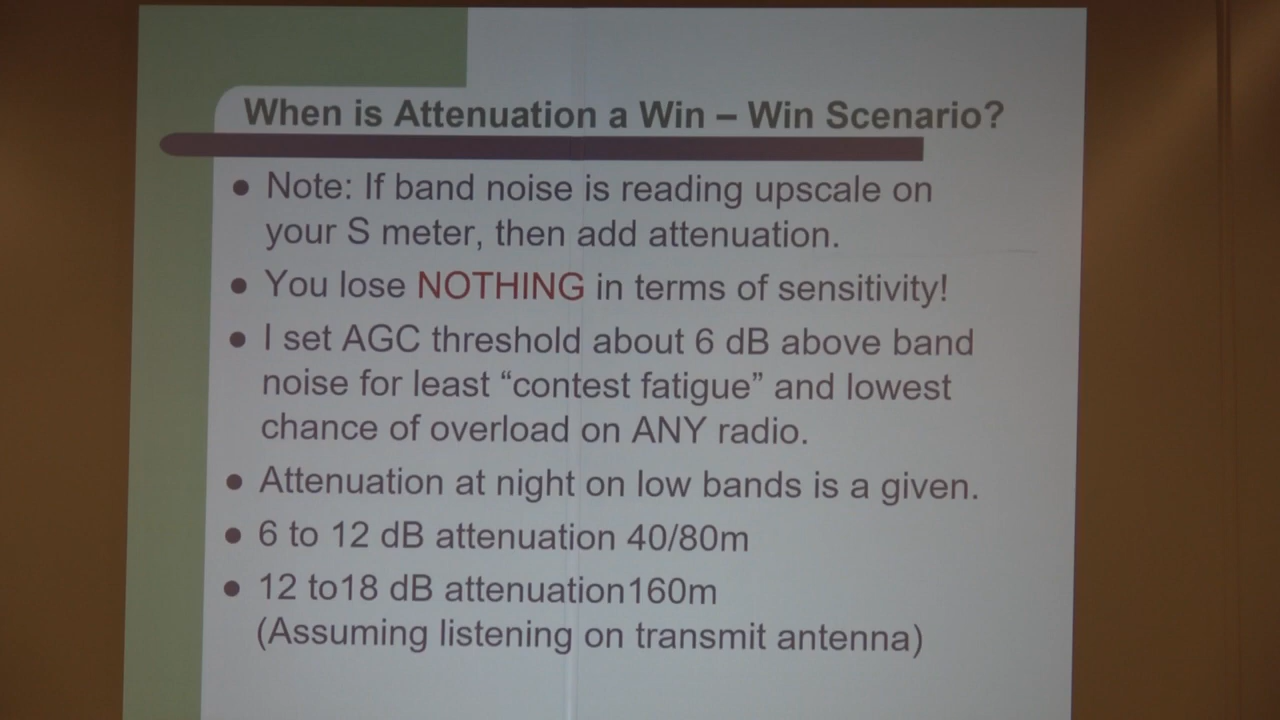 When is Attenuation a Win – Win Scenario?
● Note: If band noise is reading upscale on
your S meter, then add attenuation.
● You lose NOTHING in terms of sensitivity!
● I set AGC threshold about 6 dB above band
noise for least “contest fatigue” and lowest
chance of overload on ANY radio.
● Attenuation at night on low bands is a given.
● 6 to 12 dB attenuation 40/80m
● 12 to18 dB attenuation160m
(Assuming listening on transmit antenna)